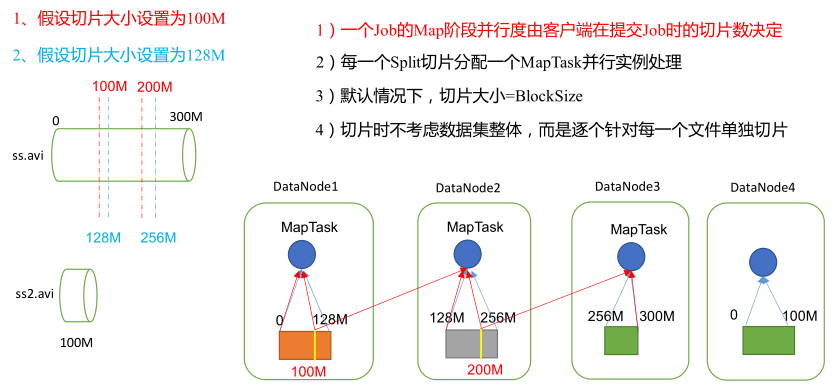 1、假设切片大小设置为100M
2、假设切片大小设置为128M
1）一个Job的Map阶段并行度由客户端在提交Job时的切片数决定
2）每一个Split切片分配一个MapTask并行实例处理
3）默认情况下，切片大小=BlockSize
4）切片时不考虑数据集整体，而是逐个针对每一个文件单独切片
100M 200M
0 300M
ss.avi
128M 256M
ss2.avi
100M
DataNode1 DataNode2 DataNode3 DataNode4
MapTask MapTask MapTask
0 128M 128M 256M 256M 300M 0 100M
100M 200M